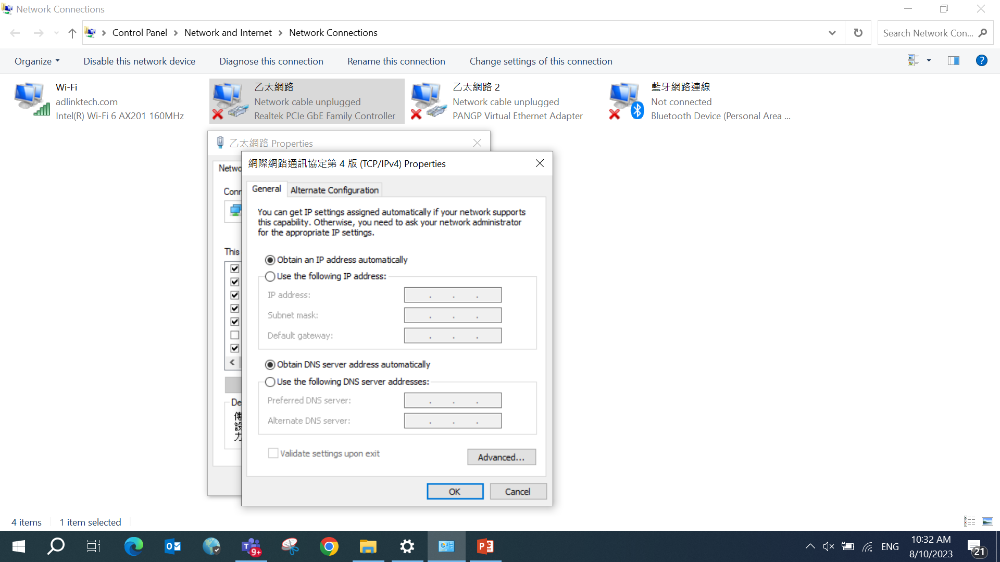 Network Connections
Control Panel > Network and Internet > Network Connections
Search Network Con...
Organize
Disable this network device
Diagnose this connection
Rename this connection
Change settings of this connection
Wi-Fi
adlinktech.com
Intel(R) Wi-Fi 6 AX201 160MHz
乙太網路
Network cable unplugged
Realtek PCIe GbE Family Controller
乙太網路 2
Network cable unplugged
PANGP Virtual Ethernet Adapter
藍牙網路連線
Not connected
Bluetooth Device (Personal Area ...
乙太網路 Properties
Netwo
Conr
This
De
傳
設
力
網際網路通訊協定第 4 版 (TCP/IPv4) Properties
General
Alternate Configuration
You can get IP settings assigned automatically if your network supports
this capability. Otherwise, you need to ask your network administrator
for the appropriate IP settings.
Obtain an IP address automatically
Use the following IP address:
IP address:
Subnet mask:
Default gateway:
Obtain DNS server address automatically
Use the following DNS server addresses:
Preferred DNS server:
Alternate DNS server:
Validate settings upon exit
Advanced...
OK
Cancel
4 items
1 item selected
9+
ENG
10:32 AM
8/10/2023
21